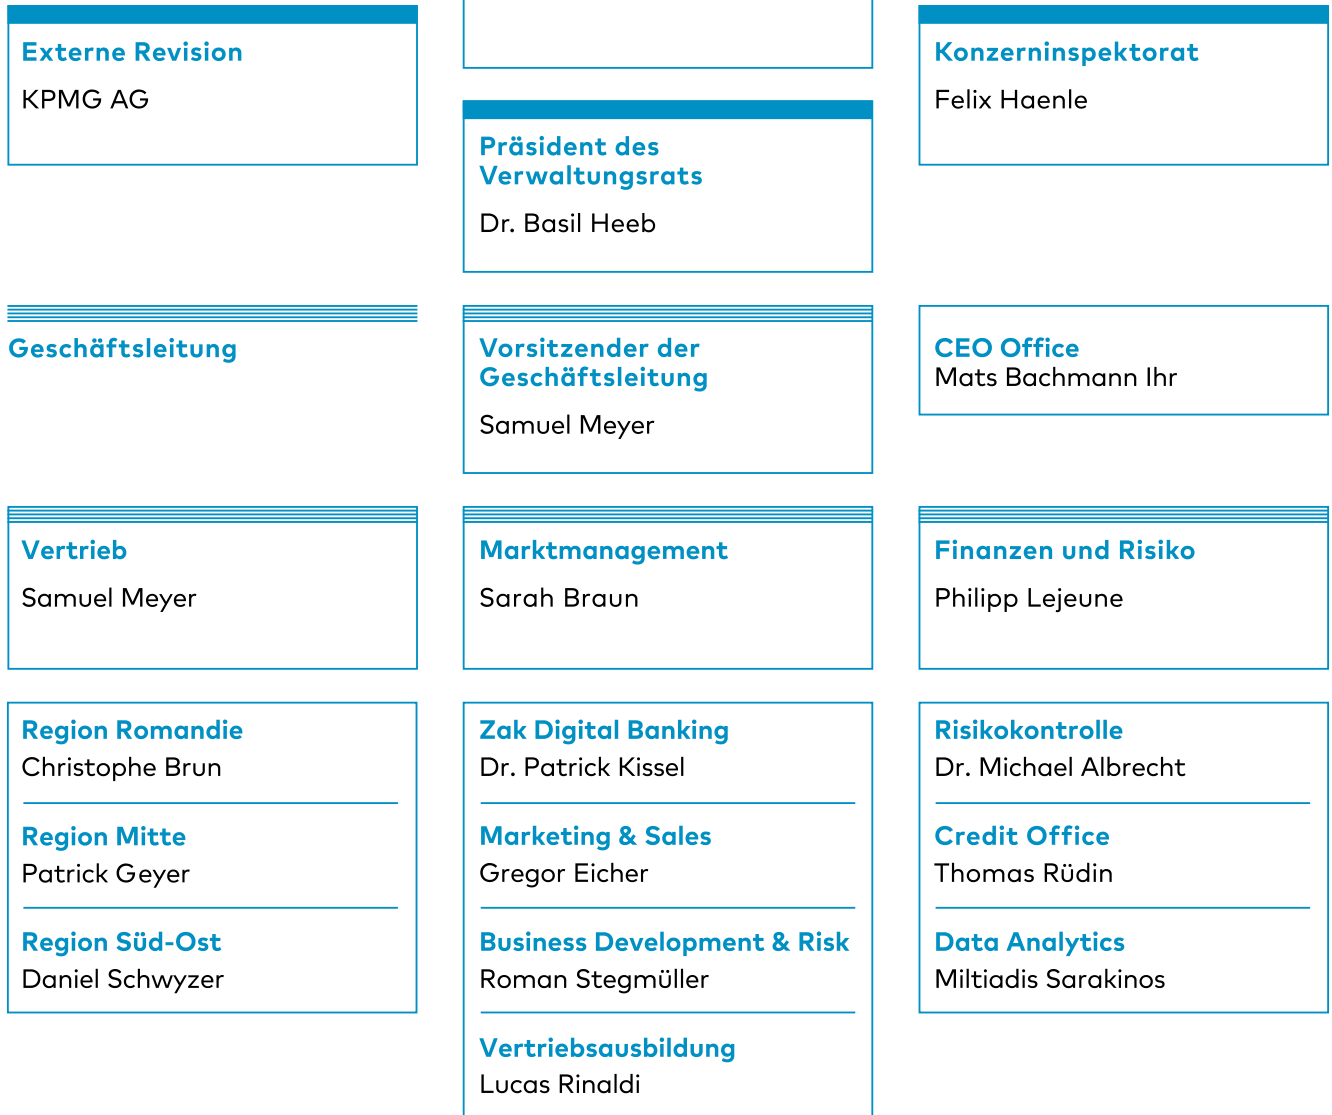 Externe Revision
KPMG AG
Konzerninspektorat
Felix Haenle
Präsident des
Verwaltungsrats
Dr. Basil Heeb
Geschäftsleitung
Vorsitzender der
Geschäftsleitung
Samuel Meyer
CEO Office
Mats Bachmann Ihr
Vertrieb
Samuel Meyer
Marktmanagement
Sarah Braun
Finanzen und Risiko
Philipp Lejeune
Region Romandie
Christophe Brun
Region Mitte
Patrick Geyer
Region Süd-Ost
Daniel Schwyzer
Zak Digital Banking
Dr. Patrick Kissel
Marketing & Sales
Gregor Eicher
Business Development & Risk
Roman Stegmüller
Vertriebsausbildung
Lucas Rinaldi
Risikokontrolle
Dr. Michael Albrecht
Credit Office
Thomas Rüdin
Data Analytics
Miltiadis Sarakinos